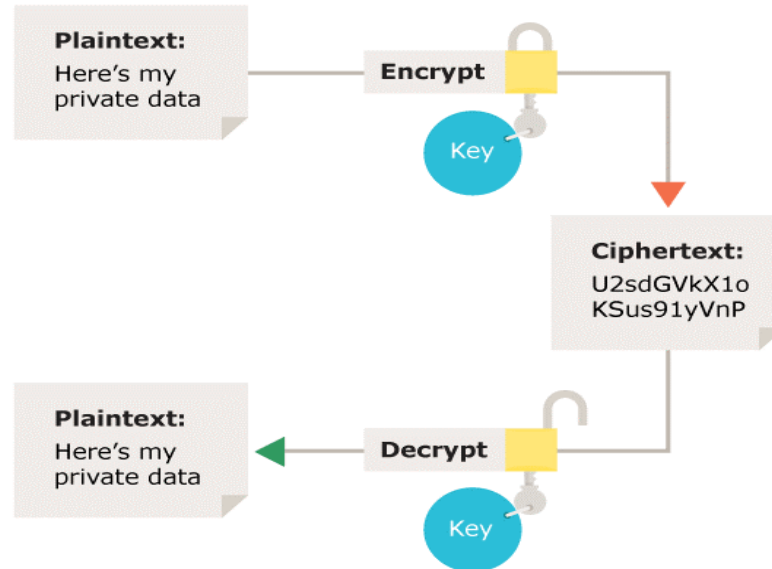 Plaintext:
Here’s my
private data
Encrypt
Key
Ciphertext:
U2sdGVkX1o
KSus91yVnP
Plaintext:
Here’s my
private data
Decrypt
Key